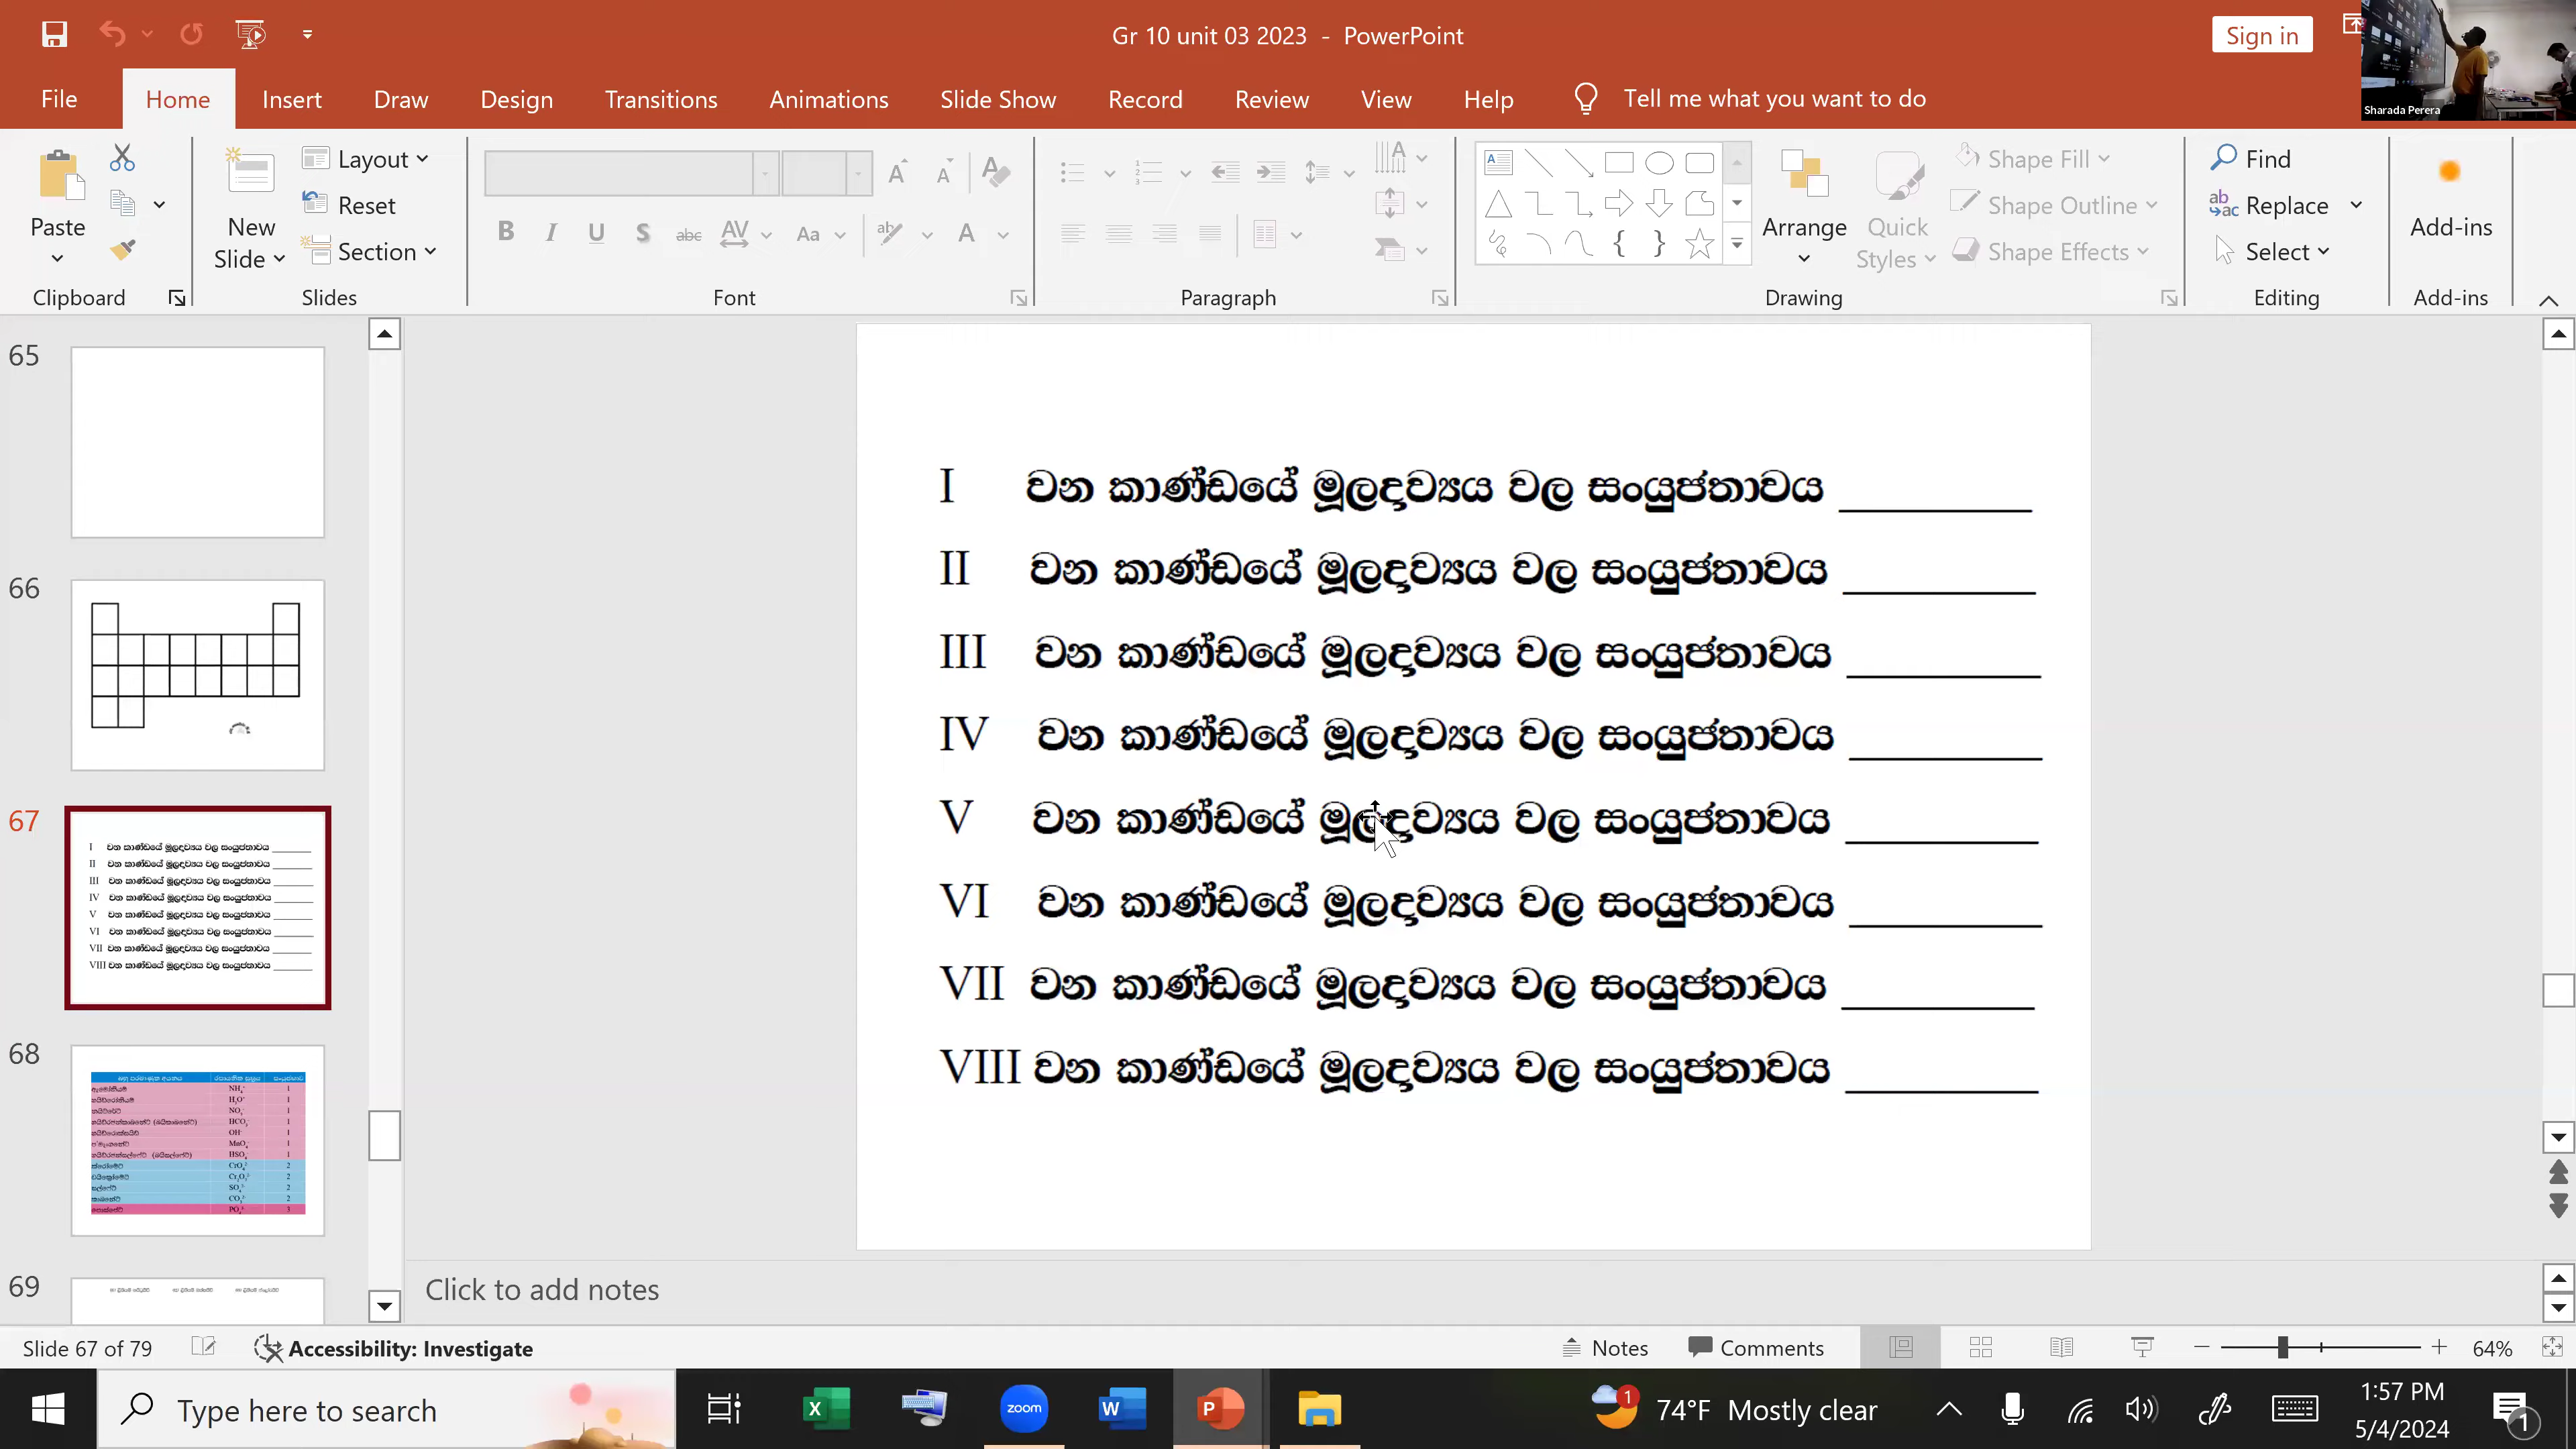 Gr 10 unit 03 2023 - PowerPoint
Sign in
Sharada Perera
File Home Insert Draw Design Transitions Animations Slide Show Record Review View Help Tell me what you want to do
Paste
New Slide
Layout
Reset
Section
Arrange
Quick Styles
Shape Fill
Shape Outline
Shape Effects
Find
Replace
Select
Add-ins
Clipboard Slides Font Paragraph Drawing Editing Add-ins
65
66
67
68
69
I වන කාණ්ඩයේ මූලද්‍රව්‍යය වල සංයුජතාවය __________
II වන කාණ්ඩයේ මූලද්‍රව්‍යය වල සංයුජතාවය __________
III වන කාණ්ඩයේ මූලද්‍රව්‍යය වල සංයුජතාවය __________
IV වන කාණ්ඩයේ මූලද්‍රව්‍යය වල සංයුජතාවය __________
V වන කාණ්ඩයේ මූලද්‍රව්‍යය වල සංයුජතාවය __________
VI වන කාණ්ඩයේ මූලද්‍රව්‍යය වල සංයුජතාවය __________
VII වන කාණ්ඩයේ මූලද්‍රව්‍යය වල සංයුජතාවය __________
VIII වන කාණ්ඩයේ මූලද්‍රව්‍යය වල සංයුජතාවය __________
Click to add notes
Slide 67 of 79 Accessibility: Investigate Notes Comments 64%
Type here to search
74°F Mostly clear
1:57 PM
5/4/2024